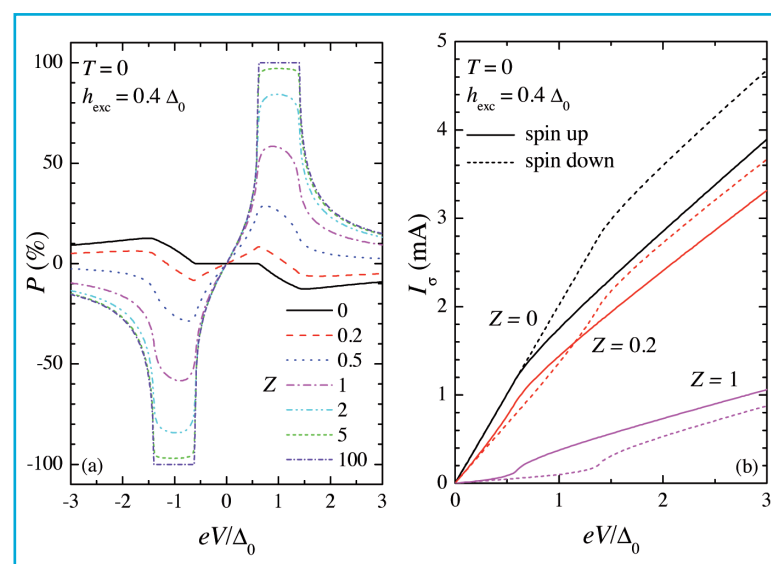 T = 0
h_exc = 0.4 Δ_0
P (%)
100
50
0
-50
-100
0
0.2
0.5
Z 1
2
5
100
(a)
-3 -2 -1 0 1 2 3
eV/Δ_0
T = 0
h_exc = 0.4 Δ_0
spin up
spin down
I_σ (mA)
5
4
3
2
1
0
Z = 0
Z = 0.2
Z = 1
(b)
0 1 2 3
eV/Δ_0